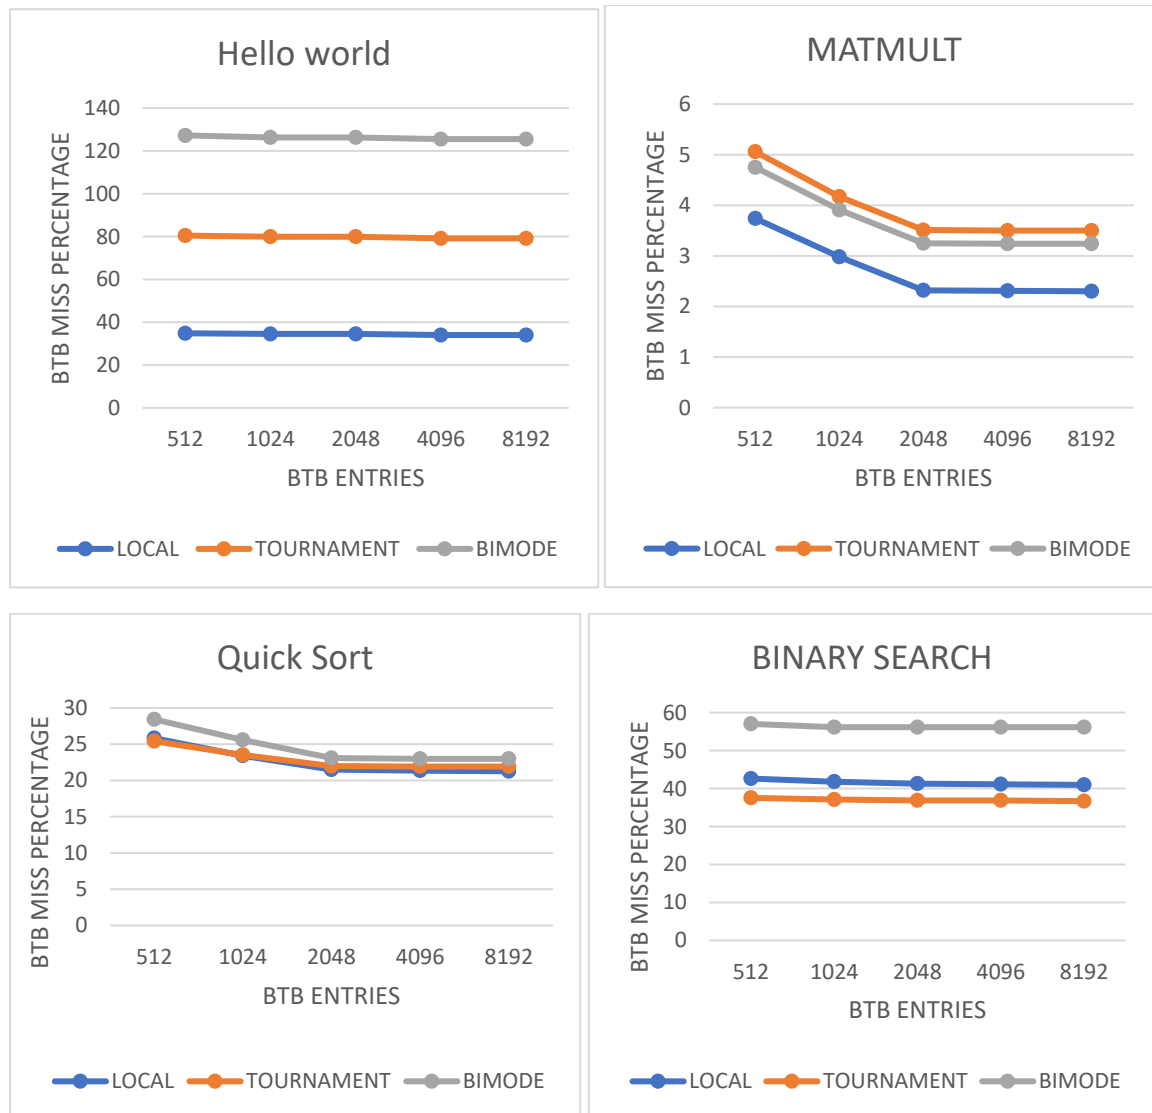 Hello world
BTB MISS PERCENTAGE
140
120
100
80
60
40
20
0
512 1024 2048 4096 8192
BTB ENTRIES
LOCAL TOURNAMENT BIMODE
MATMULT
BTB MISS PERCENTAGE
6
5
4
3
2
1
0
512 1024 2048 4096 8192
BTB ENTRIES
LOCAL TOURNAMENT BIMODE
Quick Sort
BTB MISS PERCENTAGE
30
25
20
15
10
5
0
512 1024 2048 4096 8192
BTB ENTRIES
LOCAL TOURNAMENT BIMODE
BINARY SEARCH
BTB MISS PERCENTAGE
60
50
40
30
20
10
0
512 1024 2048 4096 8192
BTB ENTRIES
LOCAL TOURNAMENT BIMODE